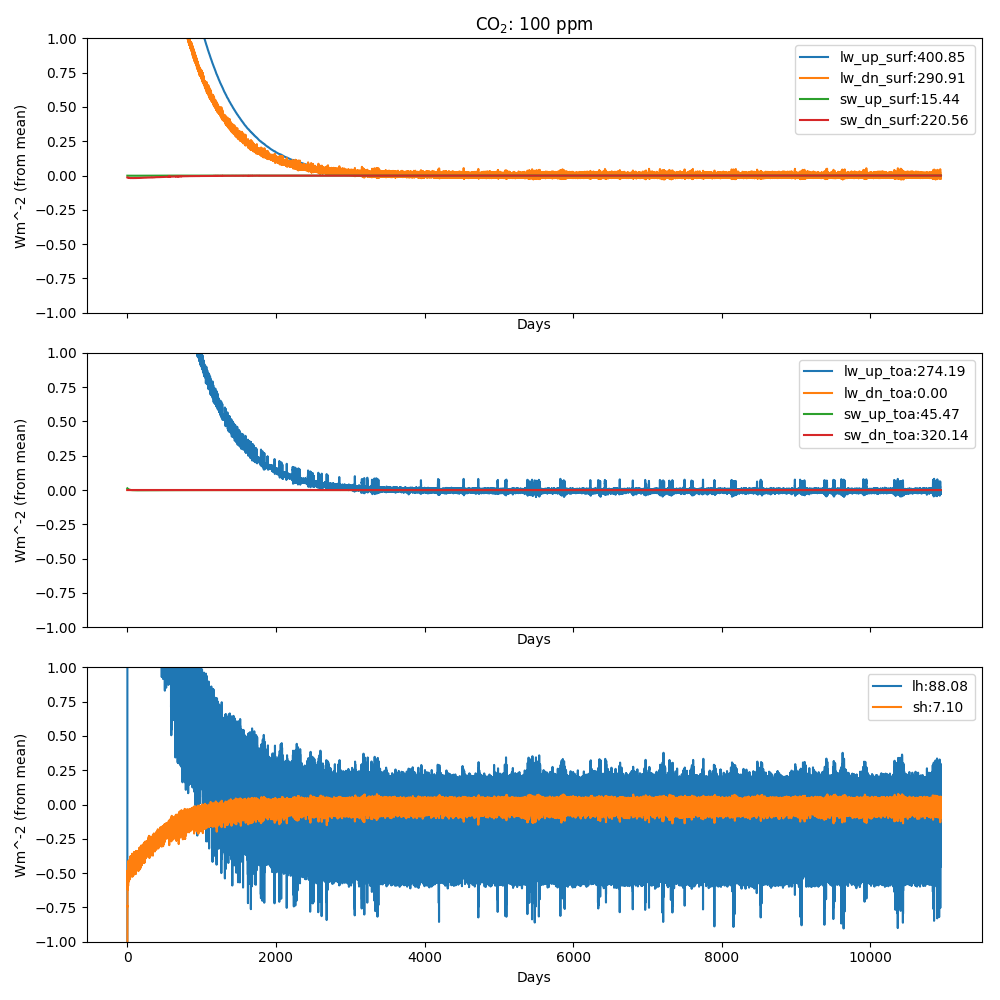 CO₂: 100 ppm
1.00
0.75
0.50
0.25
0.00
−0.25
−0.50
−0.75
−1.00
Wm^-2 (from mean)
lw_up_surf:400.85
lw_dn_surf:290.91
sw_up_surf:15.44
sw_dn_surf:220.56
Days
1.00
0.75
0.50
0.25
0.00
−0.25
−0.50
−0.75
−1.00
Wm^-2 (from mean)
lw_up_toa:274.19
lw_dn_toa:0.00
sw_up_toa:45.47
sw_dn_toa:320.14
Days
1.00
0.75
0.50
0.25
0.00
−0.25
−0.50
−0.75
−1.00
Wm^-2 (from mean)
lh:88.08
sh:7.10
0 2000 4000 6000 8000 10000
Days